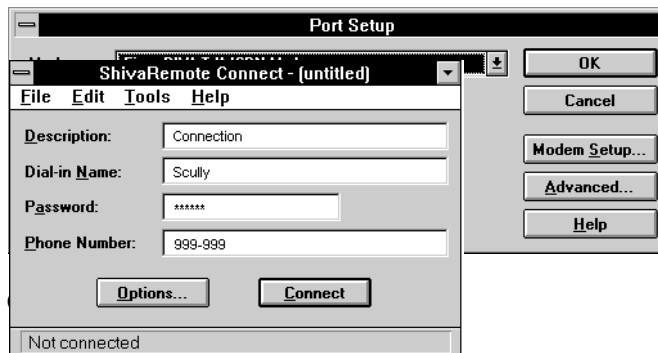 Port Setup
OK
Cancel
Modem Setup...
Advanced...
Help
ShivaRemote Connect - (untitled)
File Edit Tools Help
Description: Connection
Dial-in Name: Scully
Password: ******
Phone Number: 999-999
Options... Connect
Not connected